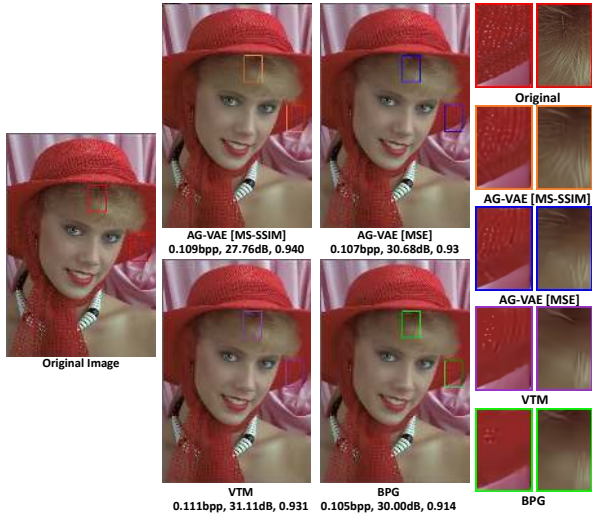 Original Image
AG-VAE [MS-SSIM]
0.109bpp, 27.76dB, 0.940
AG-VAE [MSE]
0.107bpp, 30.68dB, 0.93
VTM
0.111bpp, 31.11dB, 0.931
BPG
0.105bpp, 30.00dB, 0.914
Original
AG-VAE [MS-SSIM]
AG-VAE [MSE]
VTM
BPG